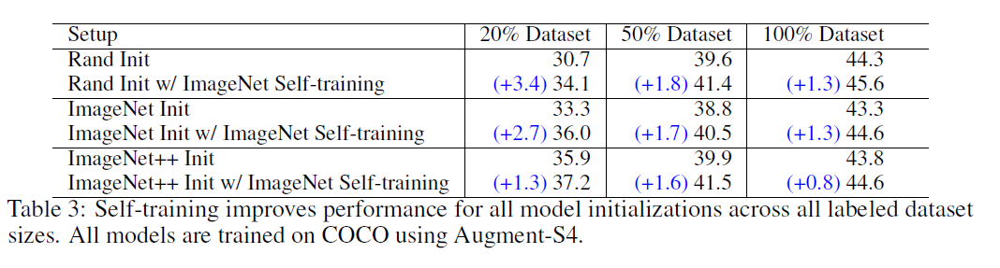 Setup 20% Dataset 50% Dataset 100% Dataset
Rand Init 30.7 39.6 44.3
Rand Init w/ ImageNet Self-training (+3.4) 34.1 (+1.8) 41.4 (+1.3) 45.6
ImageNet Init 33.3 38.8 43.3
ImageNet Init w/ ImageNet Self-training (+2.7) 36.0 (+1.7) 40.5 (+1.3) 44.6
ImageNet++ Init 35.9 39.9 43.8
ImageNet++ Init w/ ImageNet Self-training (+1.3) 37.2 (+1.6) 41.5 (+0.8) 44.6
Table 3: Self-training improves performance for all model initializations across all labeled dataset
sizes. All models are trained on COCO using Augment-S4.